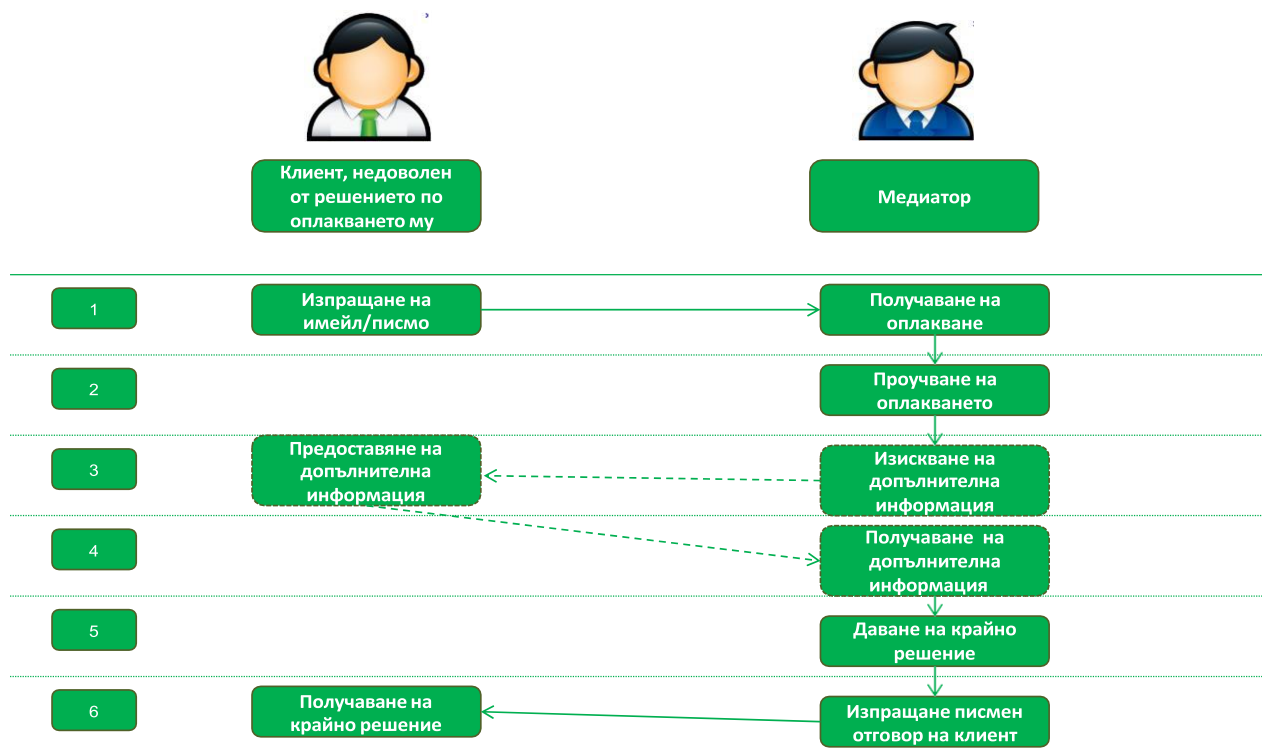 Клиент, недоволен
от решението по
оплакването му
Медиатор
1
Изпращане на
имейл/писмо
Получаване на
оплакване
2
Проучване на
оплакването
3
Предоставяне на
допълнителна
информация
Изискване на
допълнителна
информация
4
Получаване на
допълнителна
информация
5
Даване на крайно
решение
6
Получаване на
крайно решение
Изпращане писмен
отговор на клиент